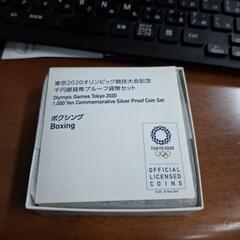 東京2020オリンピック競技大会記念
千円銀貨幣プルーフ貨幣セット
Olympic Games Tokyo 2020
1,000 Yen Commemorative Silver Proof Coin Set
ボクシング
Boxing
TOKYO 2020
OFFICIAL
LICENSED
COINS